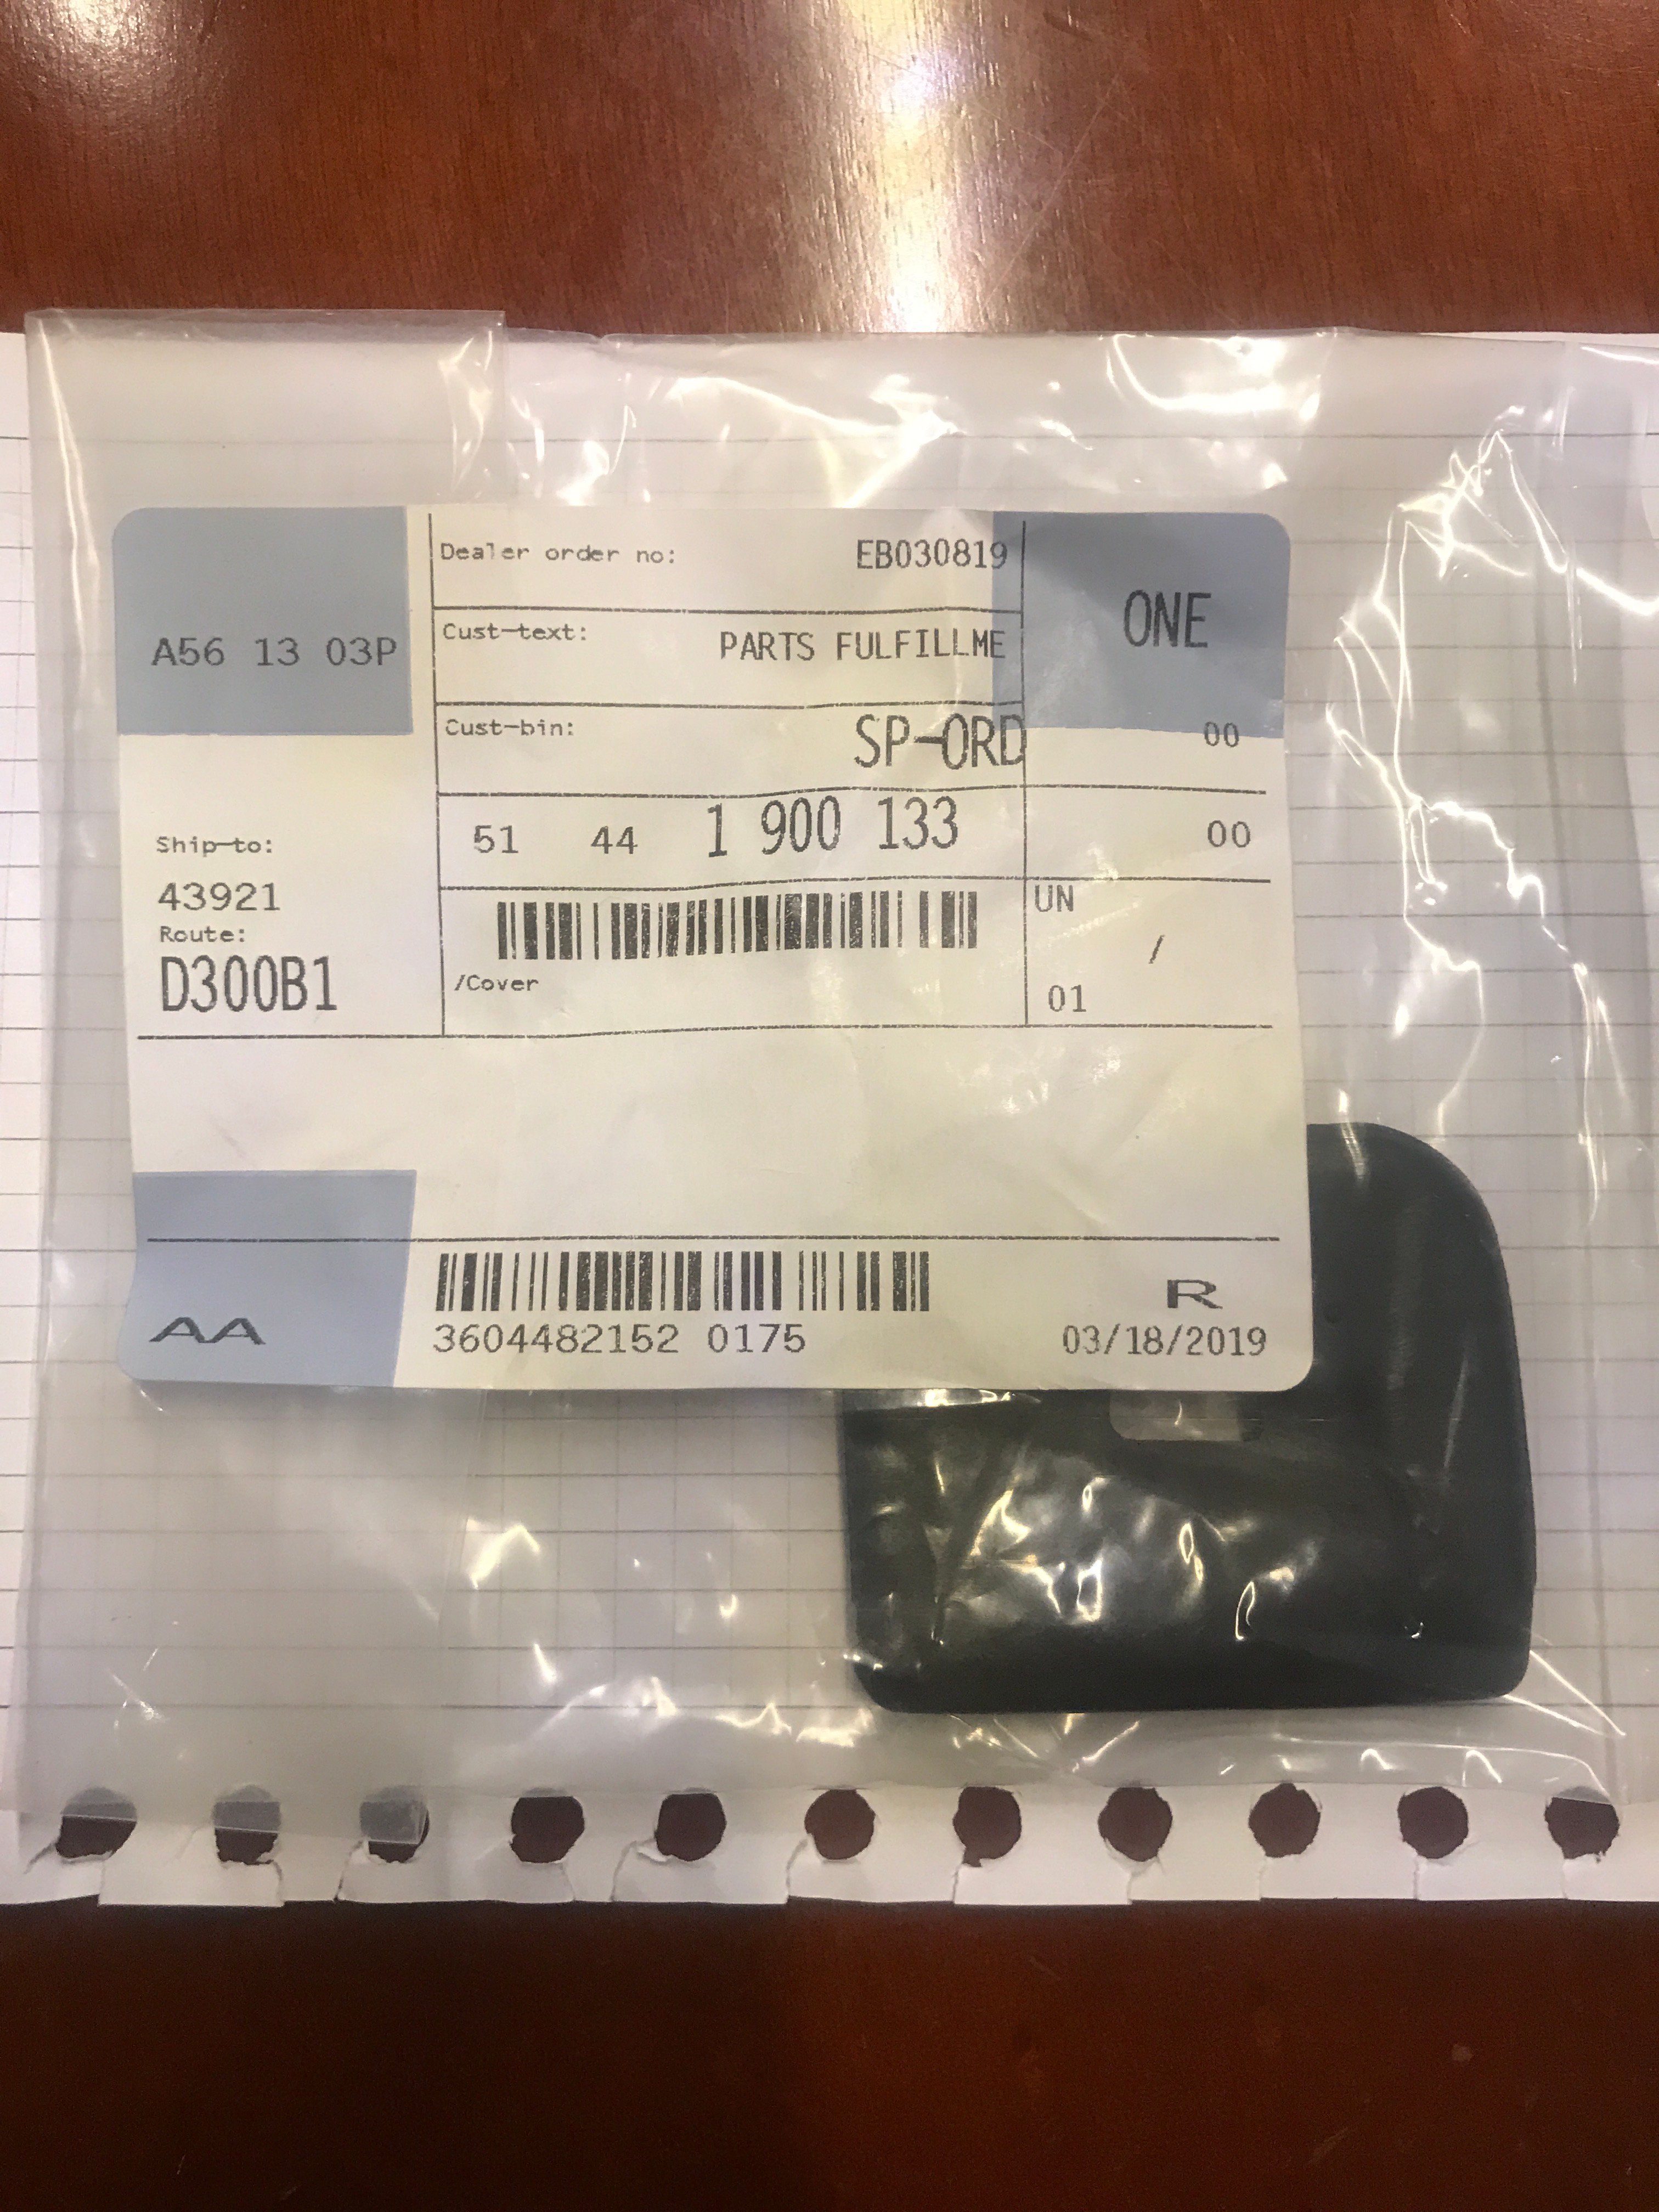 A56 13 03P
Dealer order no: EB030819
ONE
Cust-text: PARTS FULFILLME
Cust-bin: SP-ORD
00
51 44 1 900 133
00
Ship-to:
43921
Route:
D300B1
/Cover
UN
/
01
AA
3604482152 0175
R
03/18/2019